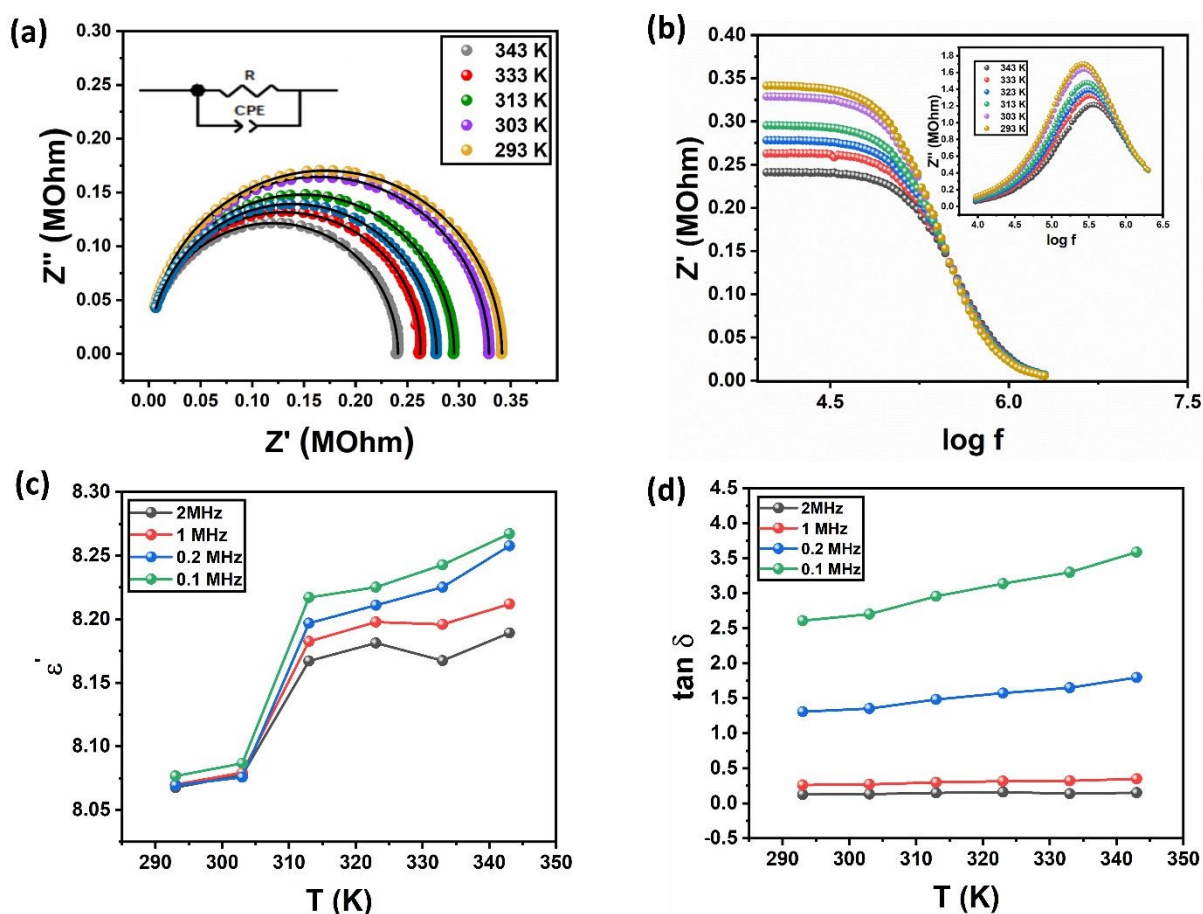 (a)
0.30
0.25
0.20
0.15
0.10
0.05
0.00
Z'' (MOhm)
R
CPE
343 K
333 K
313 K
303 K
293 K
0.00 0.05 0.10 0.15 0.20 0.25 0.30 0.35
Z' (MOhm)
(b)
0.40
0.35
0.30
0.25
0.20
0.15
0.10
0.05
0.00
Z' (MOhm)
1.8
1.6
1.4
1.2
1.0
0.8
0.6
0.4
0.2
0.0
Z'' (MOhm)
343 K
333 K
323 K
313 K
303 K
293 K
4.0 4.5 5.0 5.5 6.0 6.5
log f
4.5 6.0 7.5
log f
(c)
8.30
8.25
8.20
8.15
8.10
8.05
ε'
2MHz
1 MHz
0.2 MHz
0.1 MHz
290 300 310 320 330 340 350
T (K)
(d)
4.5
4.0
3.5
3.0
2.5
2.0
1.5
1.0
0.5
0.0
-0.5
tan δ
2MHz
1 MHz
0.2 MHz
0.1 MHz
290 300 310 320 330 340 350
T (K)